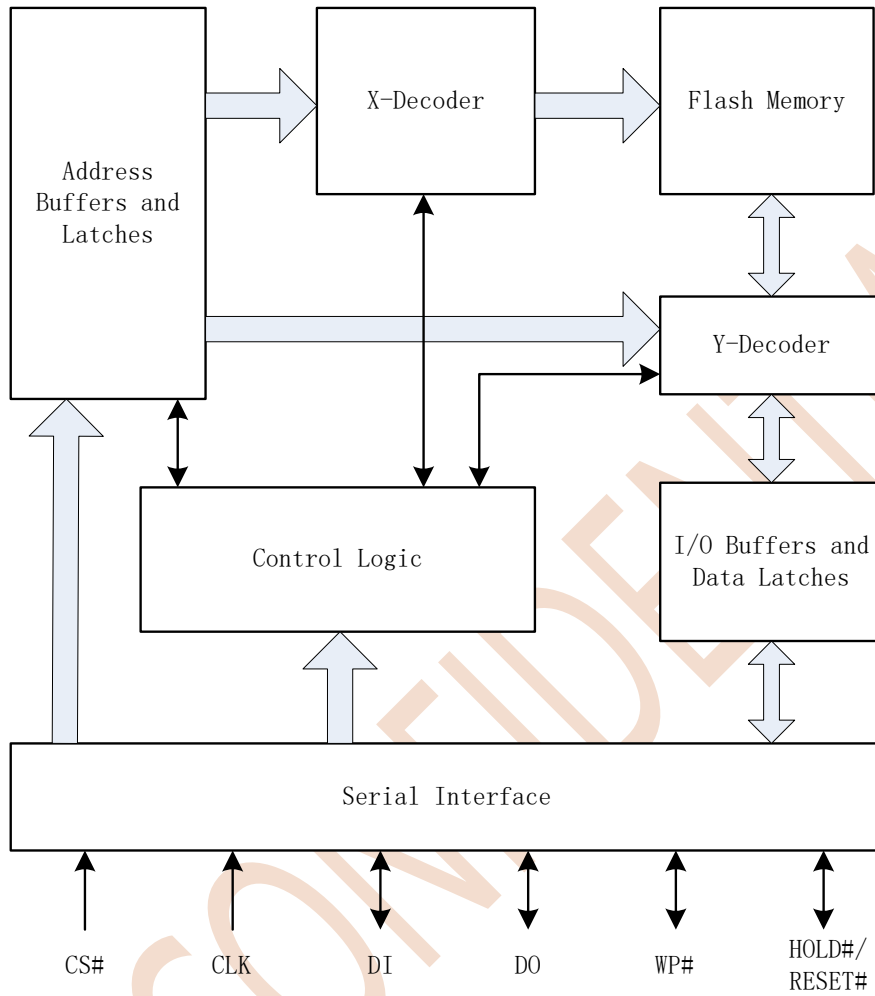 X-Decoder
Flash Memory
Address
Buffers and
Latches
Y-Decoder
Control Logic
I/O Buffers and
Data Latches
Serial Interface
CS#
CLK
DI
DO
WP#
HOLD#/
RESET#
CONFIDENTIA